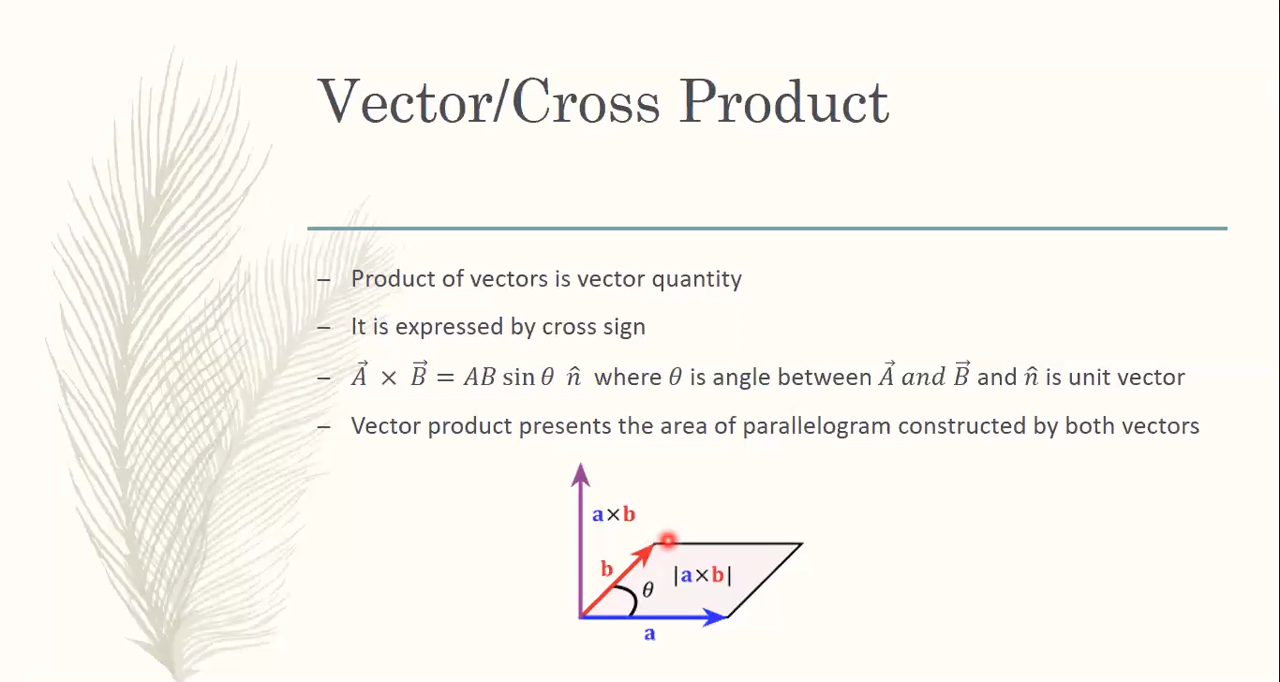 Vector/Cross Product
– Product of vectors is vector quantity
– It is expressed by cross sign
– A⃗ × B⃗ = AB sin θ n̂ where θ is angle between A⃗ and B⃗ and n̂ is unit vector
– Vector product presents the area of parallelogram constructed by both vectors
a×b
b
θ
|a×b|
a